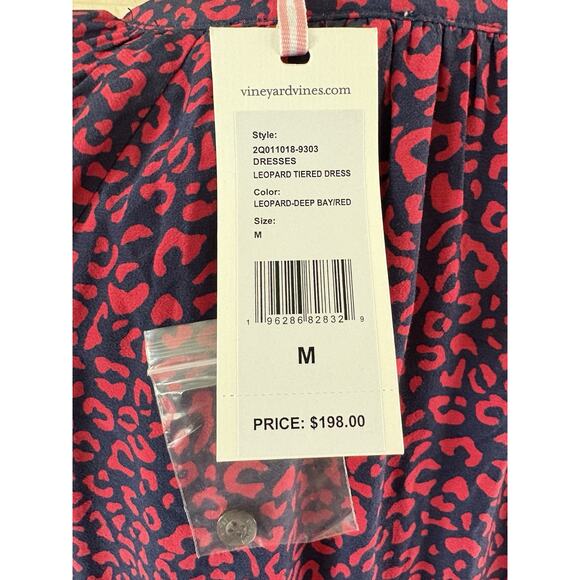 vineyardvines.com
Style:
2Q011018-9303
DRESSES
LEOPARD TIERED DRESS
Color:
LEOPARD-DEEP BAY/RED
Size:
M
1 96286 82832 9
M
PRICE: $198.00